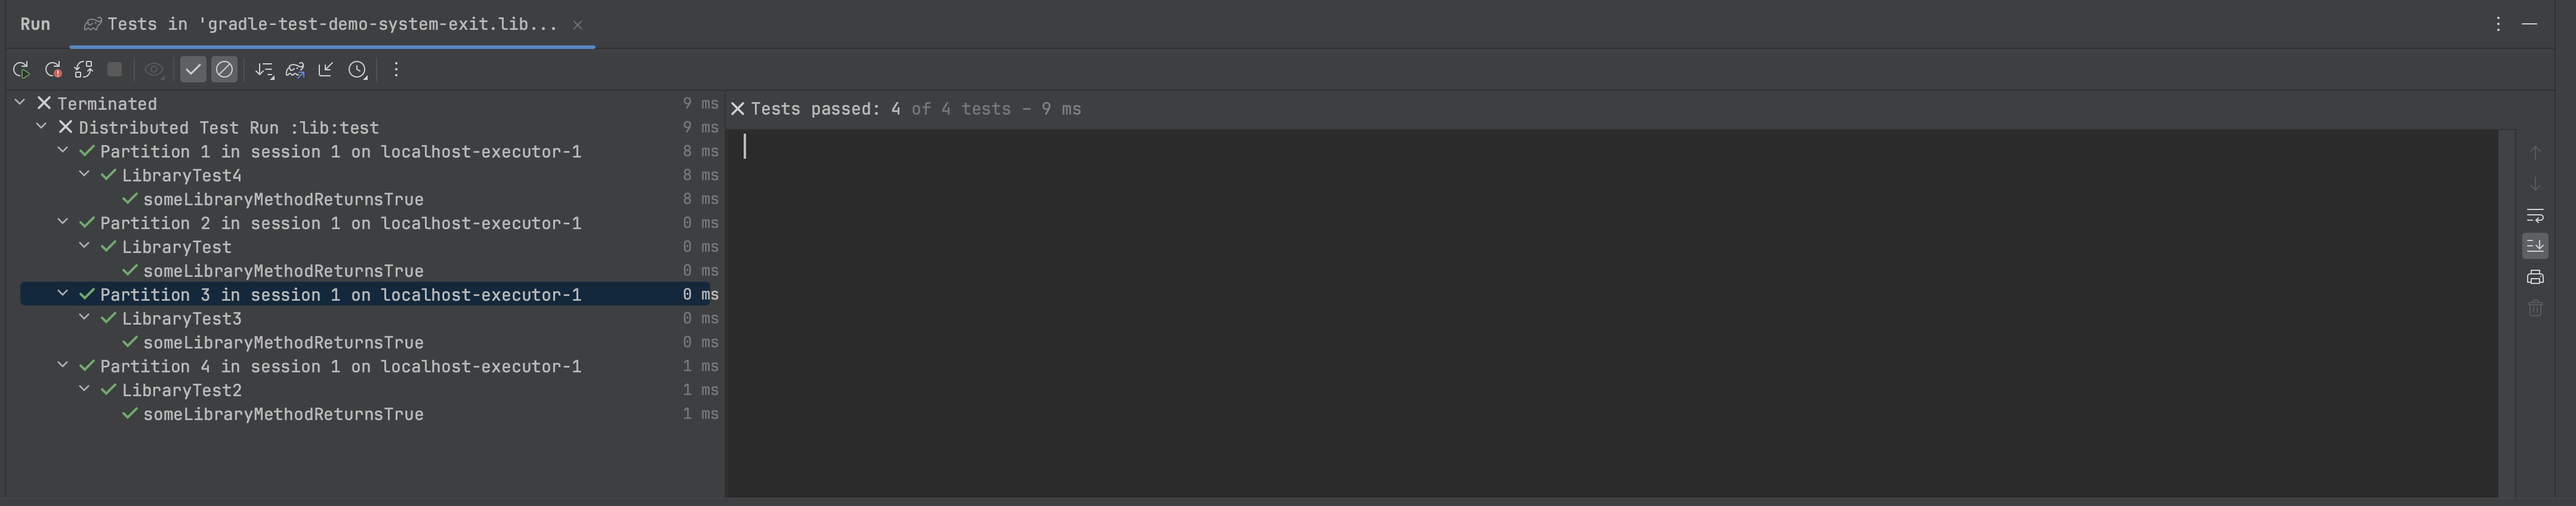 Run Tests in 'gradle-test-demo-system-exit.lib...
Terminated 9 ms
Distributed Test Run :lib:test 9 ms
Partition 1 in session 1 on localhost-executor-1 8 ms
LibraryTest4 8 ms
someLibraryMethodReturnsTrue 8 ms
Partition 2 in session 1 on localhost-executor-1 0 ms
LibraryTest 0 ms
someLibraryMethodReturnsTrue 0 ms
Partition 3 in session 1 on localhost-executor-1 0 ms
LibraryTest3 0 ms
someLibraryMethodReturnsTrue 0 ms
Partition 4 in session 1 on localhost-executor-1 1 ms
LibraryTest2 1 ms
someLibraryMethodReturnsTrue 1 ms
Tests passed: 4 of 4 tests – 9 ms